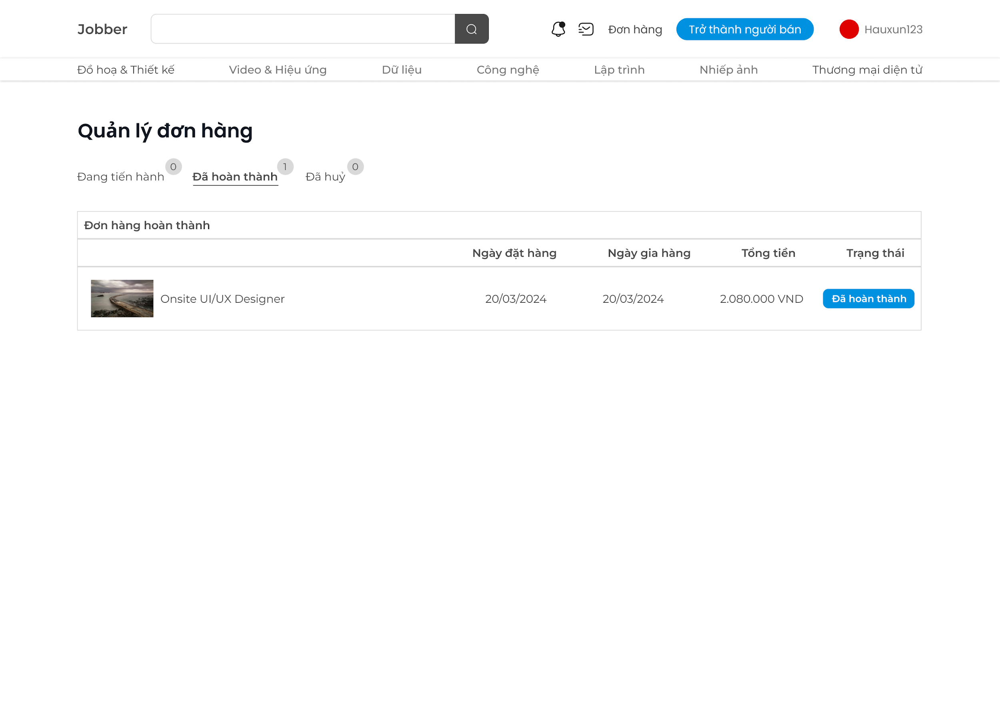 Jobber
Đơn hàng
Trở thành người bán
Hauxun123
Đồ hoạ & Thiết kế
Video & Hiệu ứng
Dữ liệu
Công nghệ
Lập trình
Nhiếp ảnh
Thương mại diện tử
Quản lý đơn hàng
Đang tiến hành 0
Đã hoàn thành 1
Đã huỷ 0
Đơn hàng hoàn thành
Ngày đặt hàng
Ngày gia hàng
Tổng tiền
Trạng thái
Onsite UI/UX Designer
20/03/2024
20/03/2024
2.080.000 VND
Đã hoàn thành